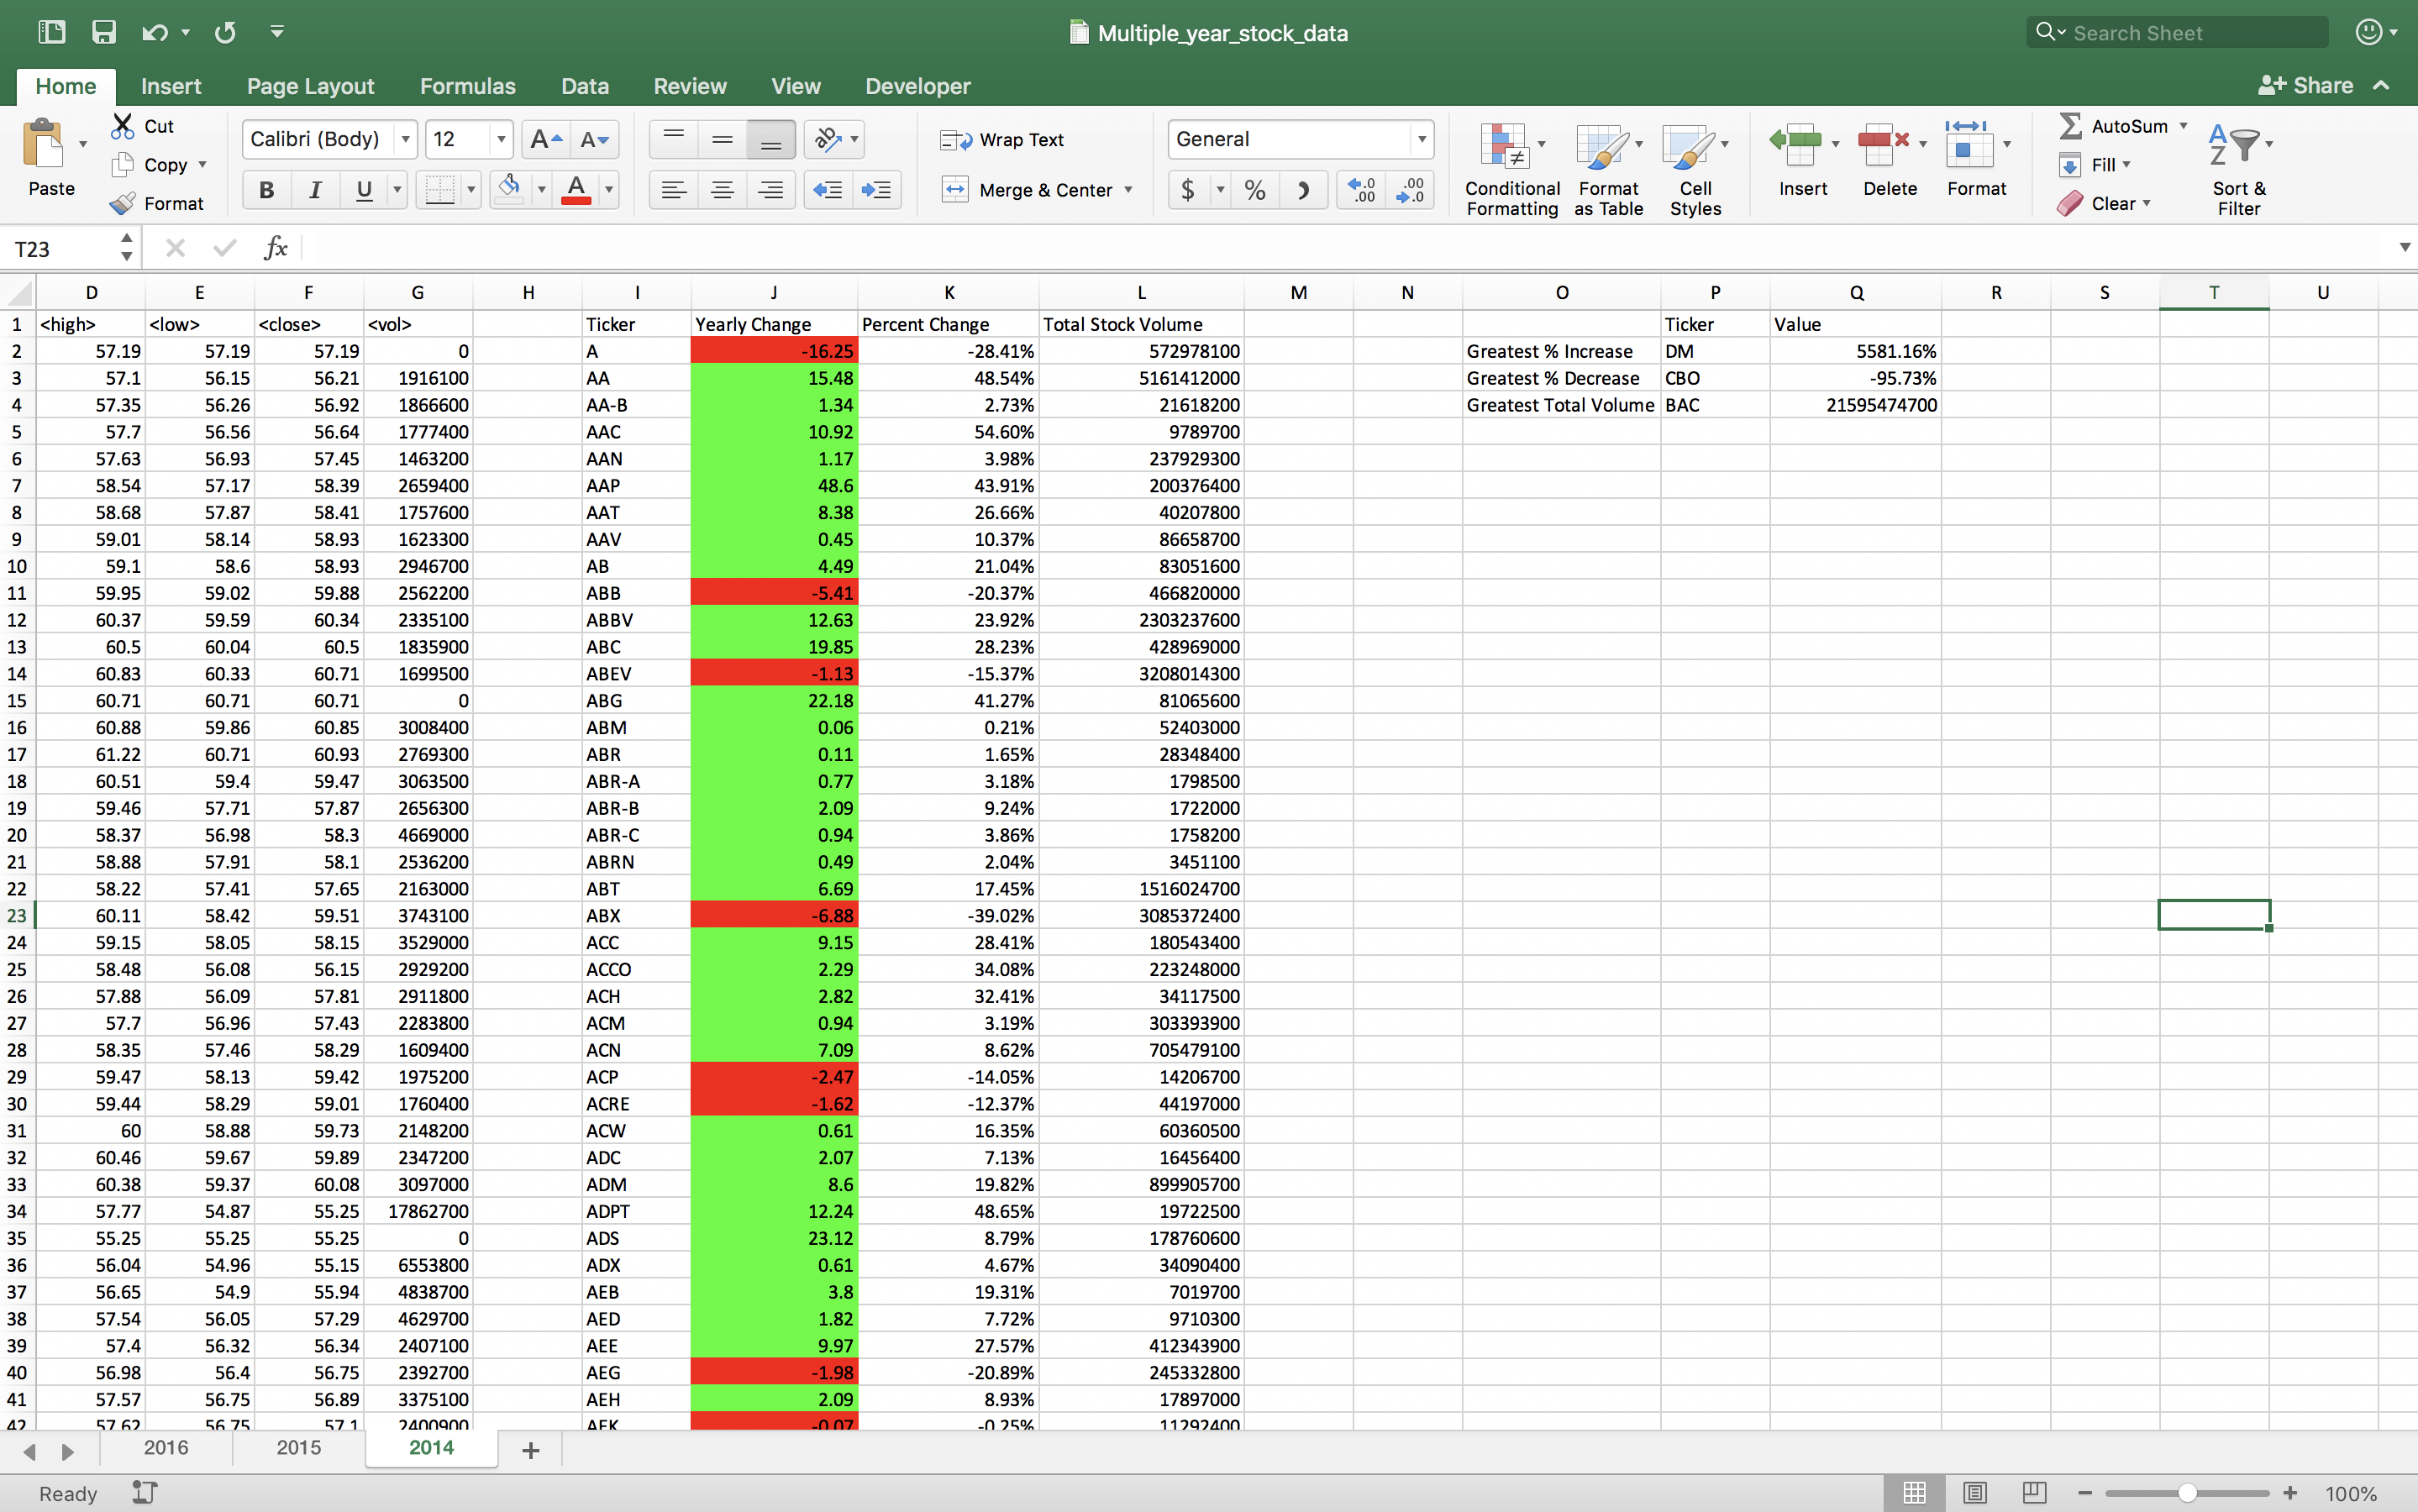 Multiple_year_stock_data
Search Sheet
Home Insert Page Layout Formulas Data Review View Developer Share
Paste Cut Copy Format
Calibri (Body) 12
B I U A
Wrap Text
Merge & Center
General
$ %
Conditional Formatting
Format as Table
Cell Styles
Insert Delete Format
AutoSum
Fill
Clear
Sort & Filter
T23 fx
D E F G H I J K L M N O P Q R S T U
1 <high> <low> <close> <vol> Ticker Yearly Change Percent Change Total Stock Volume Ticker Value
2 57.19 57.19 57.19 0 A -16.25 -28.41% 572978100 Greatest % Increase DM 5581.16%
3 57.1 56.15 56.21 1916100 AA 15.48 48.54% 5161412000 Greatest % Decrease CBO -95.73%
4 57.35 56.26 56.92 1866600 AA-B 1.34 2.73% 21618200 Greatest Total Volume BAC 21595474700
5 57.7 56.56 56.64 1777400 AAC 10.92 54.60% 9789700
6 57.63 56.93 57.45 1463200 AAN 1.17 3.98% 237929300
7 58.54 57.17 58.39 2659400 AAP 48.6 43.91% 200376400
8 58.68 57.87 58.41 1757600 AAT 8.38 26.66% 40207800
9 59.01 58.14 58.93 1623300 AAV 0.45 10.37% 86658700
10 59.1 58.6 58.93 2946700 AB 4.49 21.04% 83051600
11 59.95 59.02 59.88 2562200 ABB -5.41 -20.37% 466820000
12 60.37 59.59 60.34 2335100 ABBV 12.63 23.92% 2303237600
13 60.5 60.04 60.5 1835900 ABC 19.85 28.23% 428969000
14 60.83 60.33 60.71 1699500 ABEV -1.13 -15.37% 3208014300
15 60.71 60.71 60.71 0 ABG 22.18 41.27% 81065600
16 60.88 59.86 60.85 3008400 ABM 0.06 0.21% 52403000
17 61.22 60.71 60.93 2769300 ABR 0.11 1.65% 28348400
18 60.51 59.4 59.47 3063500 ABR-A 0.77 3.18% 1798500
19 59.46 57.71 57.87 2656300 ABR-B 2.09 9.24% 1722000
20 58.37 56.98 58.3 4669000 ABR-C 0.94 3.86% 1758200
21 58.88 57.91 58.1 2536200 ABRN 0.49 2.04% 3451100
22 58.22 57.41 57.65 2163000 ABT 6.69 17.45% 1516024700
23 60.11 58.42 59.51 3743100 ABX -6.88 -39.02% 3085372400
24 59.15 58.05 58.15 3529000 ACC 9.15 28.41% 180543400
25 58.48 56.08 56.15 2929200 ACCO 2.29 34.08% 223248000
26 57.88 56.09 57.81 2911800 ACH 2.82 32.41% 34117500
27 57.7 56.96 57.43 2283800 ACM 0.94 3.19% 303393900
28 58.35 57.46 58.29 1609400 ACN 7.09 8.62% 705479100
29 59.47 58.13 59.42 1975200 ACP -2.47 -14.05% 14206700
30 59.44 58.29 59.01 1760400 ACRE -1.62 -12.37% 44197000
31 60 58.88 59.73 2148200 ACW 0.61 16.35% 60360500
32 60.46 59.67 59.89 2347200 ADC 2.07 7.13% 16456400
33 60.38 59.37 60.08 3097000 ADM 8.6 19.82% 899905700
34 57.77 54.87 55.25 17862700 ADPT 12.24 48.65% 19722500
35 55.25 55.25 55.25 0 ADS 23.12 8.79% 178760600
36 56.04 54.96 55.15 6553800 ADX 0.61 4.67% 34090400
37 56.65 54.9 55.94 4838700 AEB 3.8 19.31% 7019700
38 57.54 56.05 57.29 4629700 AED 1.82 7.72% 9710300
39 57.4 56.32 56.34 2407100 AEE 9.97 27.57% 412343900
40 56.98 56.4 56.75 2392700 AEG -1.98 -20.89% 245332800
41 57.57 56.75 56.89 3375100 AEH 2.09 8.93% 17897000
42 57.62 56.75 57.1 2400900 AEK -0.07 -0.25% 11292400
2016 2015 2014 +
Ready 100%